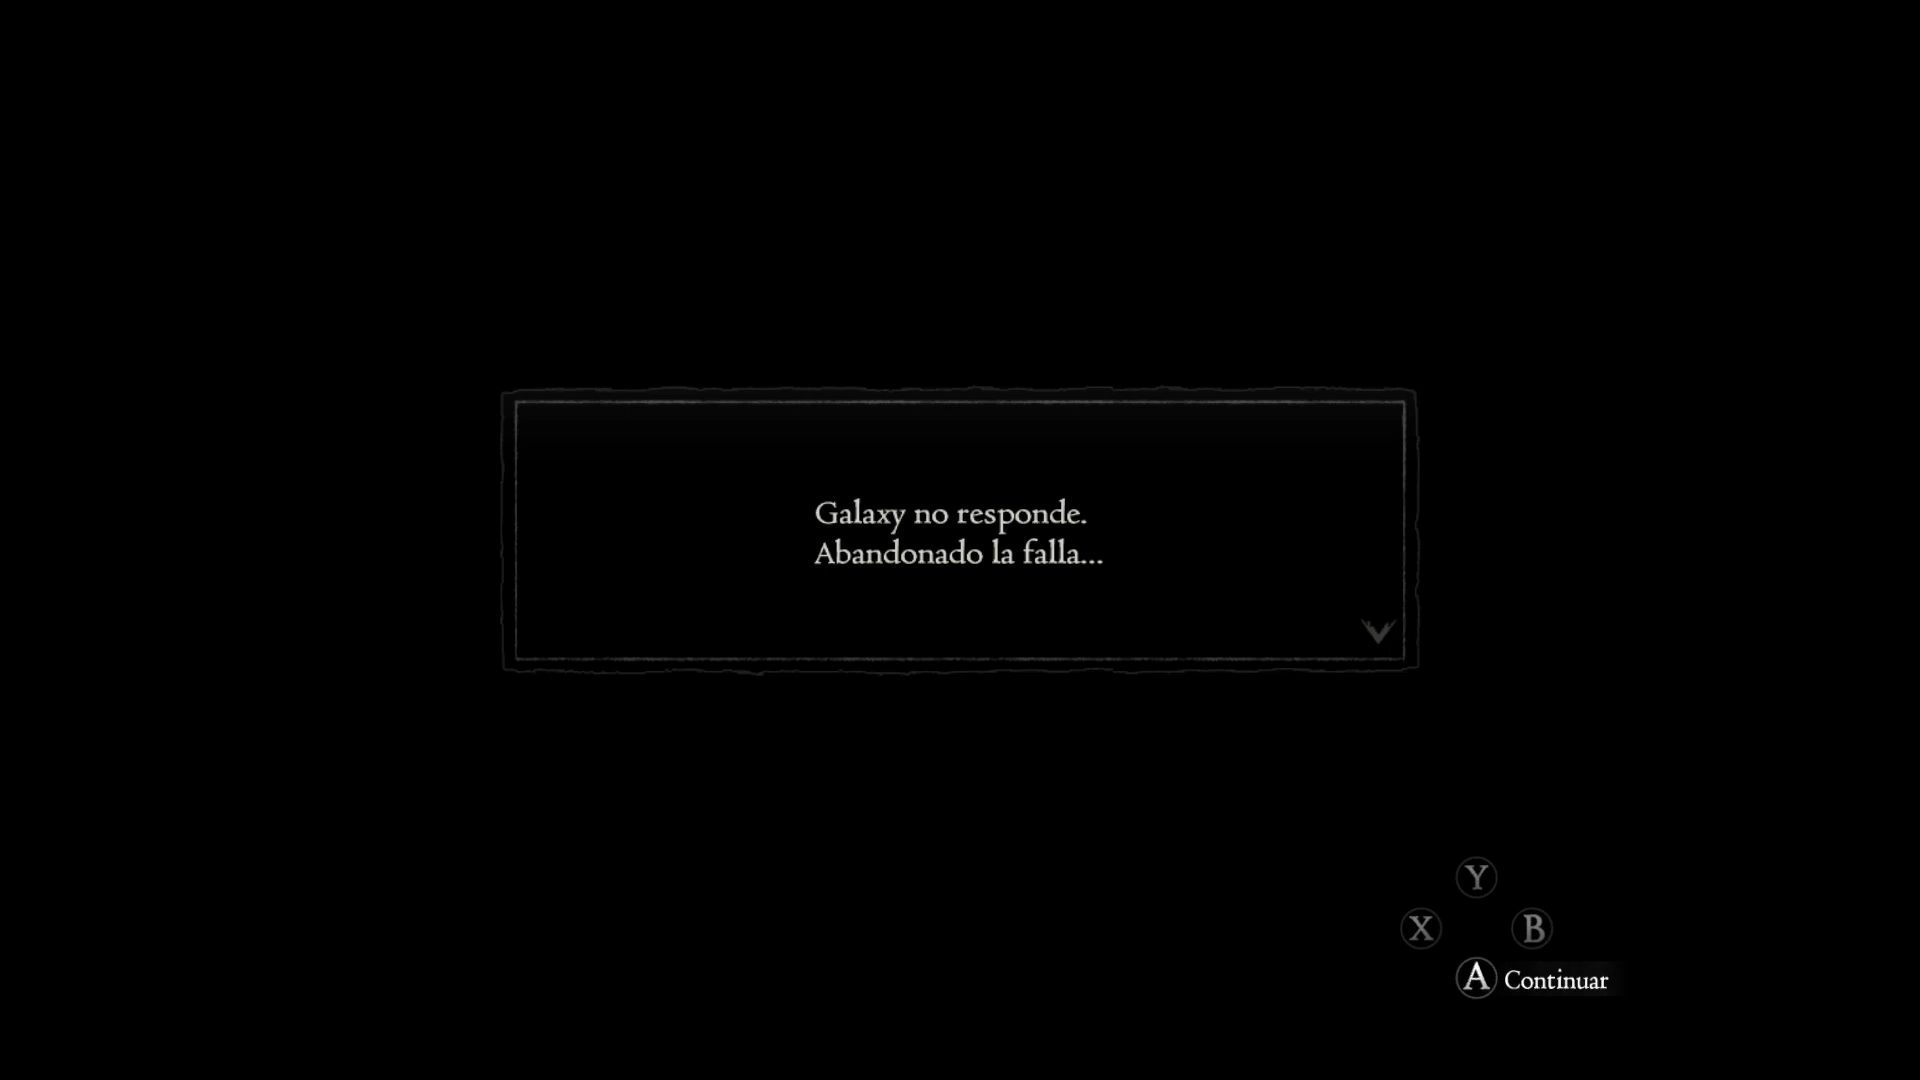 Galaxy no responde.
Abandonado la falla...
Y
X
B
A Continuar